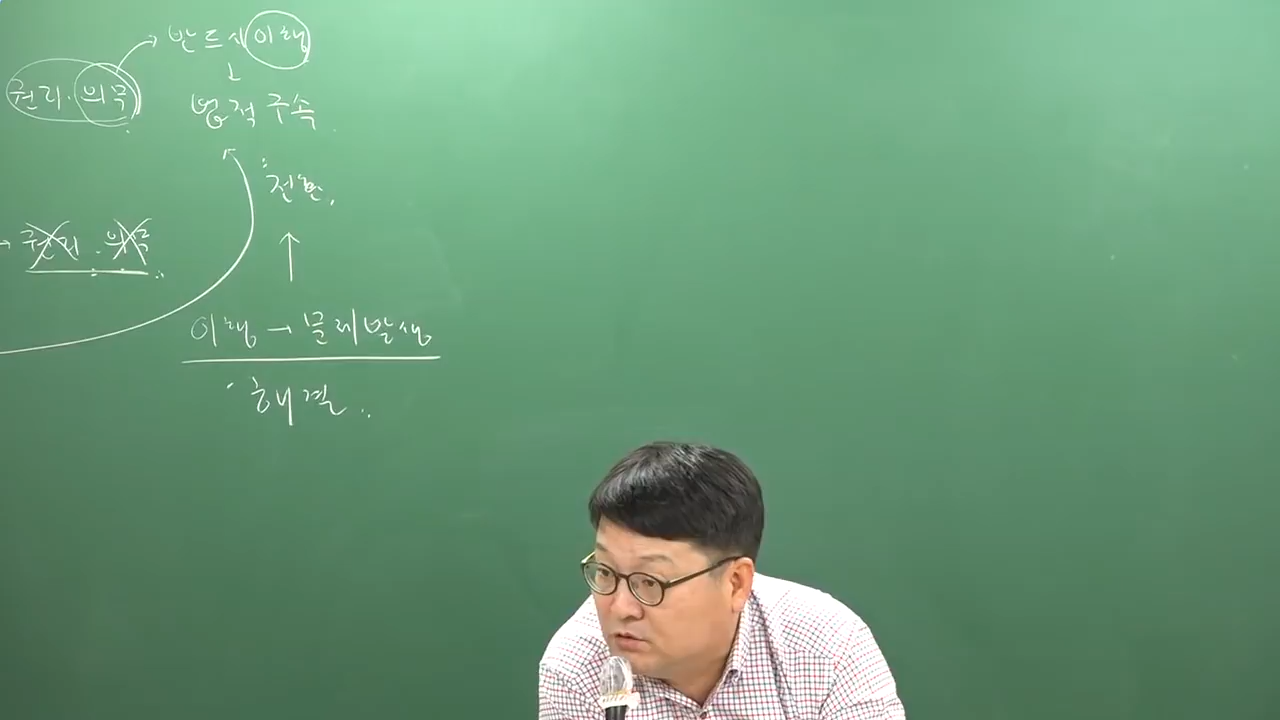 반드시 이행
↓
권리·의무
법적 구속
전환.
→ 권리·의무
↑
이행 → 문제발생
해결..